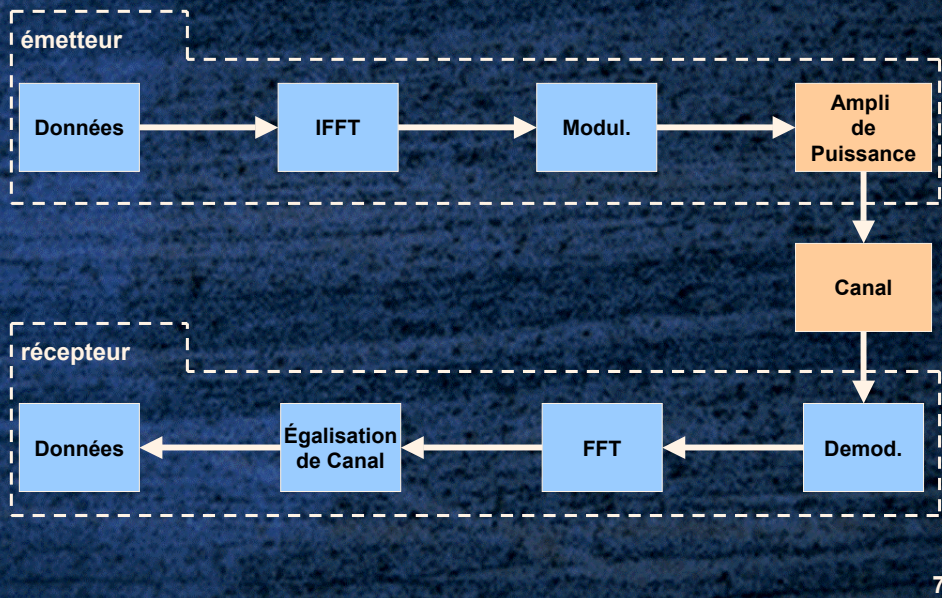 émetteur
Données
IFFT
Modul.
Ampli
de
Puissance
Canal
récepteur
Données
Égalisation
de Canal
FFT
Demod.
7